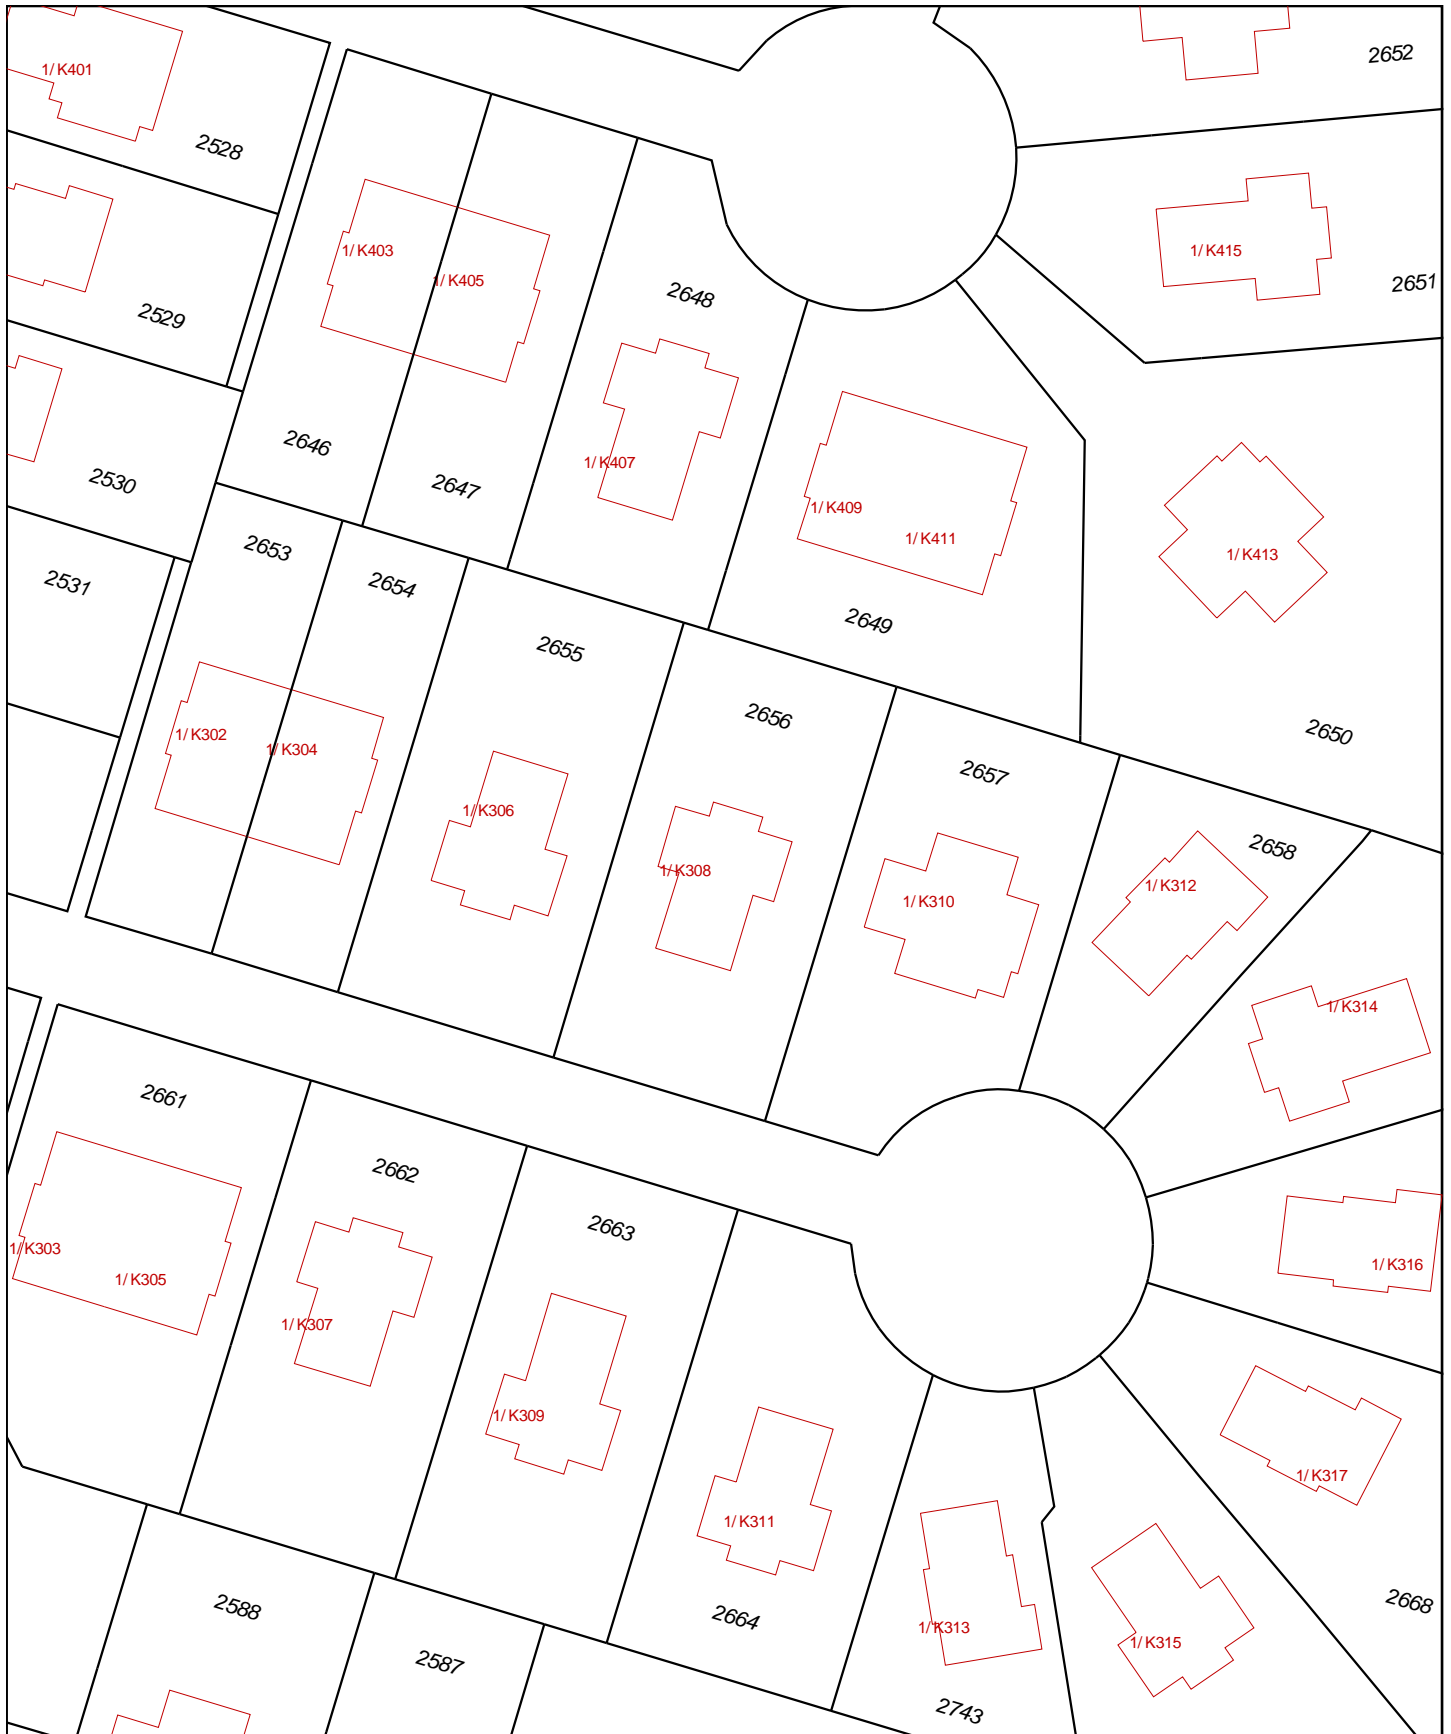 2652
1/ K401
2528
1/ K403
1/ K405
1/ K415
2651
2648
2529
2646
1/ K407
2647
2530
1/ K409
1/ K411
1/ K413
2653
2531
2654
2649
2655
2656
2650
1/ K302
1/ K304
2657
1/ K306
2658
1/ K308
1/ K312
1/ K310
1/ K314
2661
2662
2663
1/ K303
1/ K305
1/ K316
1/ K307
1/ K309
1/ K317
1/ K311
2588
2664
2668
1/ K313
1/ K315
2587
2743